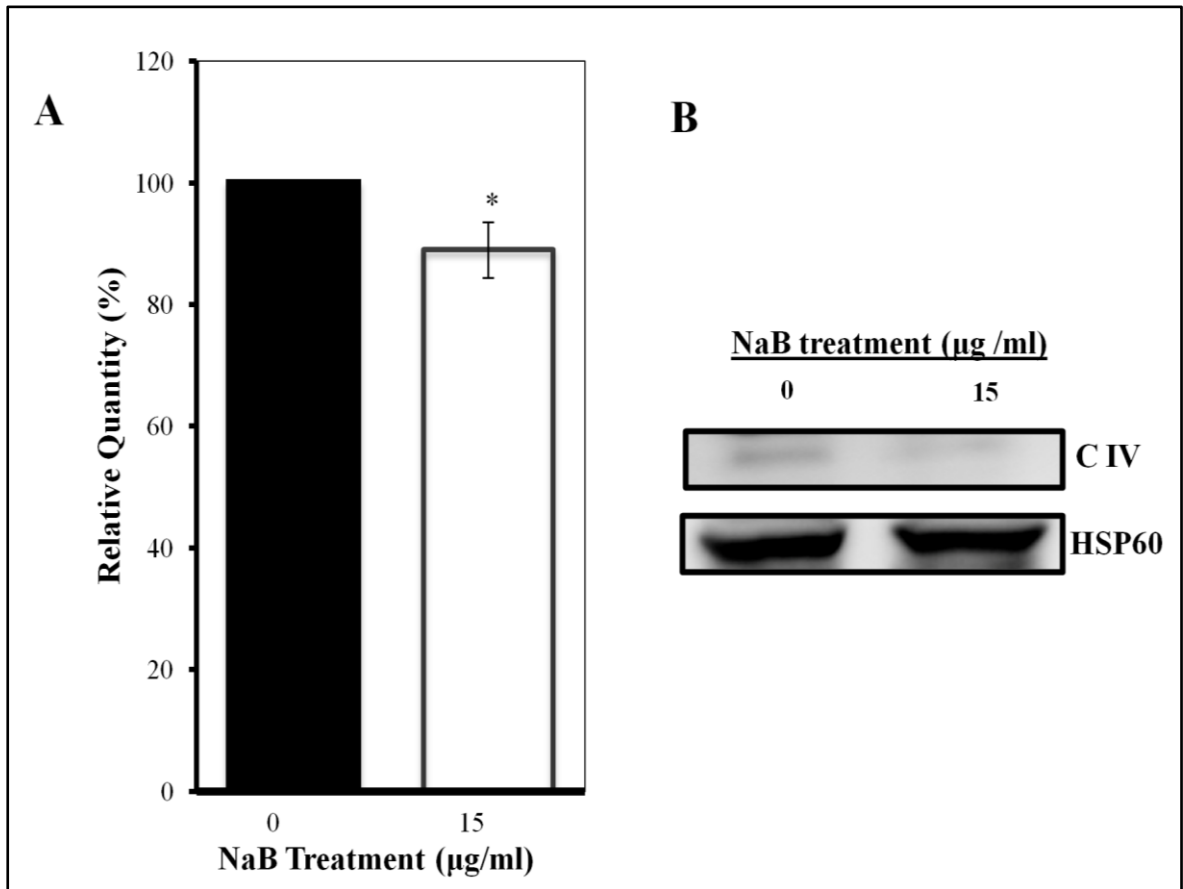 A
120
100
80
60
40
20
0
Relative Quantity (%)
*
0 15
NaB Treatment (µg/ml)
B
NaB treatment (µg /ml)
0 15
C IV
HSP60